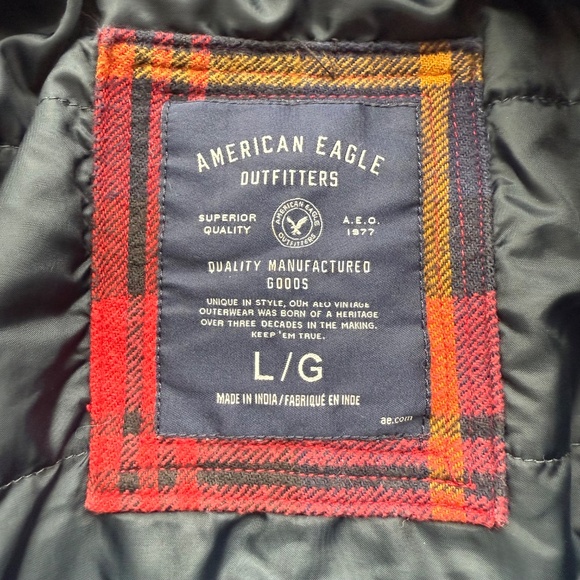 AMERICAN EAGLE
OUTFITTERS
SUPERIOR QUALITY
AMERICAN EAGLE OUTFITTERS
A.E.O. 1977
QUALITY MANUFACTURED
GOODS
UNIQUE IN STYLE, OUR AEO VINTAGE
OUTERWEAR WAS BORN OF A HERITAGE
OVER THREE DECADES IN THE MAKING.
KEEP 'EM TRUE.
L/G
MADE IN INDIA/FABRIQUÉ EN INDE
ae.com